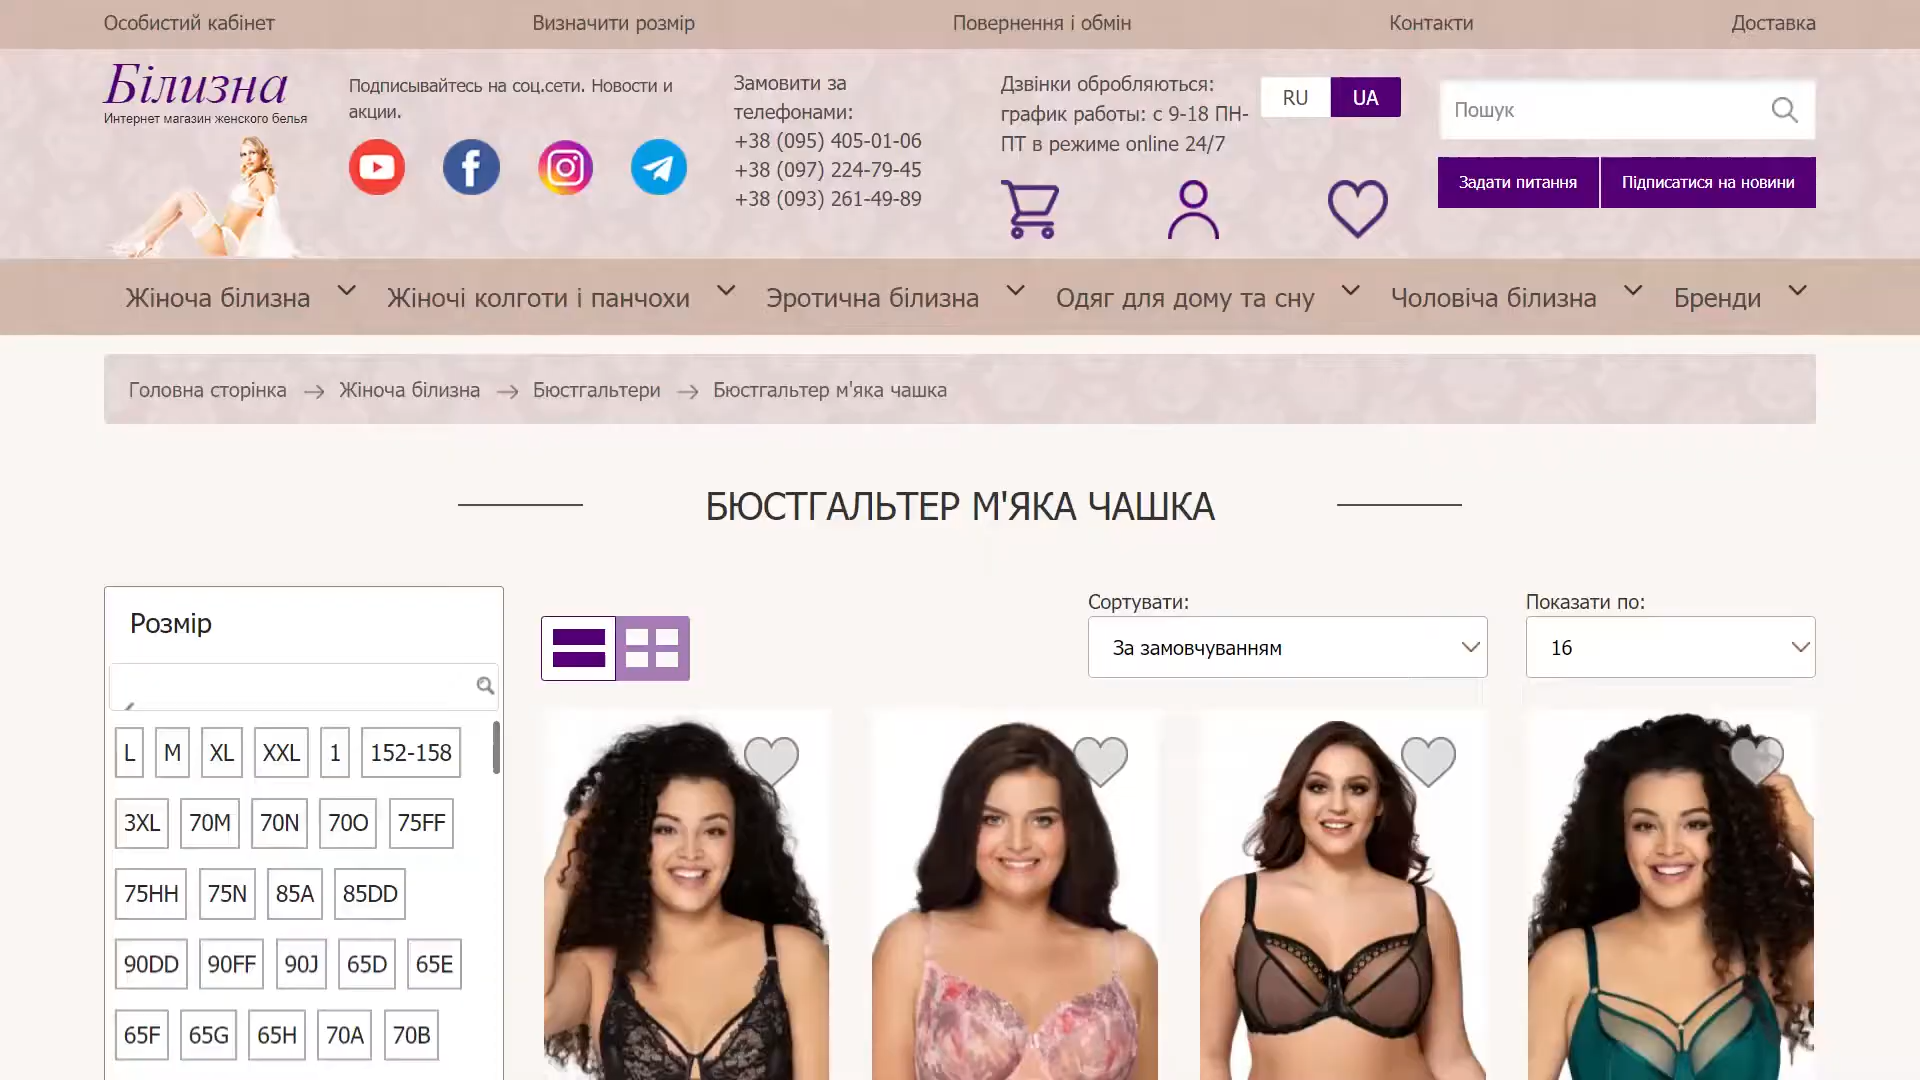 Особистий кабінет
Визначити розмір
Повернення і обмін
Контакти
Доставка
Білизна
Интернет магазин женского белья
Подписывайтесь на соц.сети. Новости и
акции.
Замовити за
телефонами:
+38 (095) 405-01-06
+38 (097) 224-79-45
+38 (093) 261-49-89
Дзвінки обробляються:
график работы: с 9-18 ПН-
ПТ в режиме online 24/7
RU
UA
Пошук
Задати питання
Підписатися на новини
Жіноча білизна
Жіночі колготи і панчохи
Эротична білизна
Одяг для дому та сну
Чоловіча білизна
Бренди
Головна сторінка
Жіноча білизна
Бюстгальтери
Бюстгальтер м'яка чашка
БЮСТГАЛЬТЕР М'ЯКА ЧАШКА
Розмір
Сортувати:
За замовчуванням
Показати по:
16
L M XL XXL 1 152-158
3XL 70M 70N 70O 75FF
75HH 75N 85A 85DD
90DD 90FF 90J 65D 65E
65F 65G 65H 70A 70B